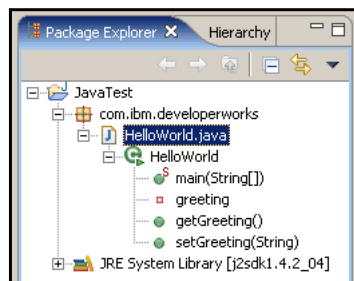 Package Explorer Hierarchy
JavaTest
com.ibm.developerworks
HelloWorld.java
HelloWorld
main(String[])
greeting
getGreeting()
setGreeting(String)
JRE System Library [j2sdk1.4.2_04]